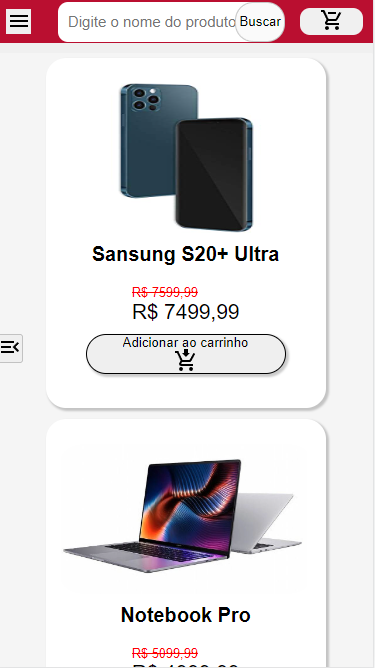 Digite o nome do produto
Buscar
Sansung S20+ Ultra
R$ 7599,99
R$ 7499,99
Adicionar ao carrinho
Notebook Pro
R$ 5099,99